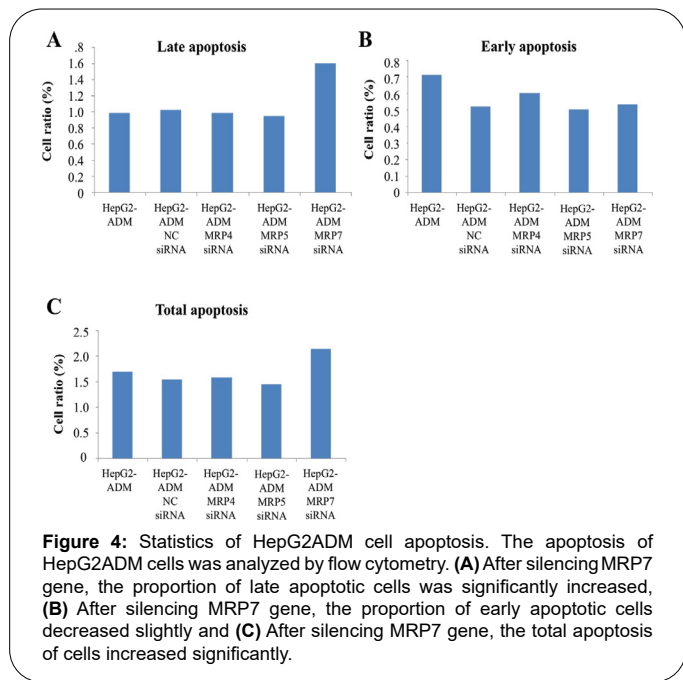 A
Late apoptosis
Cell ratio (%)
.8
1.6
1.4
1.2
1.0
0.8
0.6
0.4
0.2
0
HepG2- HepG2- HepG2- HepG2- HepG2-
ADM ADM ADM ADM ADM
NC MRP4 MRP5 MRP7
siRNA siRNA siRNA siRNA
B
Early apoptosis
Cell ratio (%)
0.8
0.7
0.6
0.5
0.4
0.3
0.2
0.1
0
HepG2- HepG2- HepG2- HepG2- HepG2-
ADM ADM ADM ADM ADM
NC MRP4 MRP5 MRP7
siRNA siRNA siRNA siRNA
C
Total apoptosis
Cell ratio (%)
2.5
2.0
1.5
1.0
0.5
0
HepG2- HepG2- HepG2- HepG2- HepG2-
ADM ADM ADM ADM ADM
NC MRP4 MRP5 MRP7
siRNA siRNA siRNA siRNA
Figure 4: Statistics of HepG2ADM cell apoptosis. The apoptosis of
HepG2ADM cells was analyzed by flow cytometry. (A) After silencing MRP7
gene, the proportion of late apoptotic cells was significantly increased,
(B) After silencing MRP7 gene, the proportion of early apoptotic cells
decreased slightly and (C) After silencing MRP7 gene, the total apoptosis
of cells increased significantly.